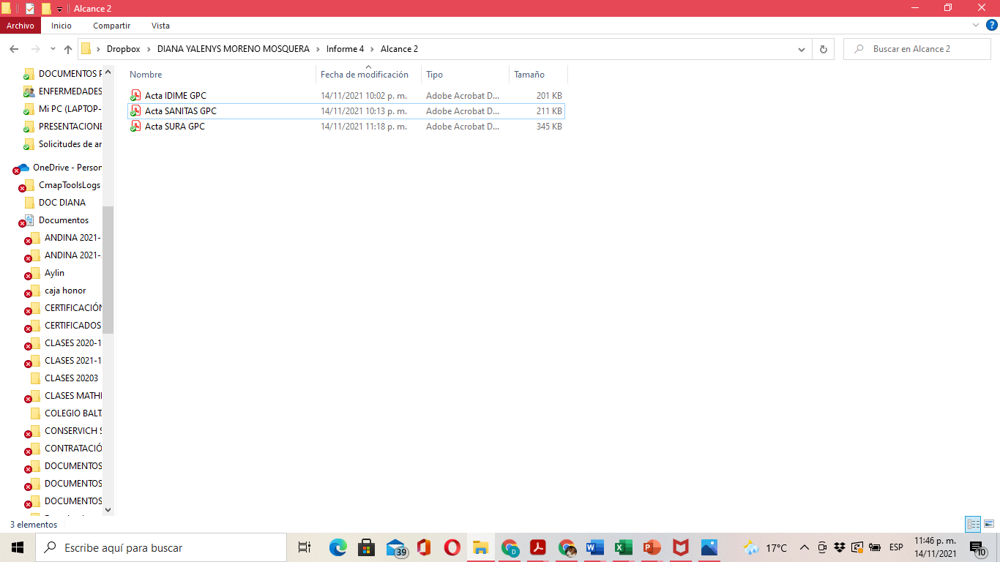 Alcance 2
Archivo Inicio Compartir Vista
Dropbox DIANA YALENYS MORENO MOSQUERA Informe 4 Alcance 2
Buscar en Alcance 2
Nombre Fecha de modificación Tipo Tamaño
Acta IDIME GPC 14/11/2021 10:02 p. m. Adobe Acrobat D... 201 KB
Acta SANITAS GPC 14/11/2021 10:13 p. m. Adobe Acrobat D... 211 KB
Acta SURA GPC 14/11/2021 11:18 p. m. Adobe Acrobat D... 345 KB
DOCUMENTOS P
ENFERMEDADES
Mi PC (LAPTOP-
PRESENTACIONE
Solicitudes de ar
OneDrive - Person
CmapToolsLogs
DOC DIANA
Documentos
ANDINA 2021-
ANDINA 2021-
Aylin
caja honor
CERTIFICACIÓN
CERTIFICADOS
CLASES 2020-1
CLASES 2021-1
CLASES 20203
CLASES MATHI
COLEGIO BALTA
CONSERVICH S
CONTRATACIÓ
DOCUMENTOS
DOCUMENTOS
DOCUMENTOS
3 elementos
Escribe aquí para buscar
39
17°C
ESP
11:46 p. m.
14/11/2021
10